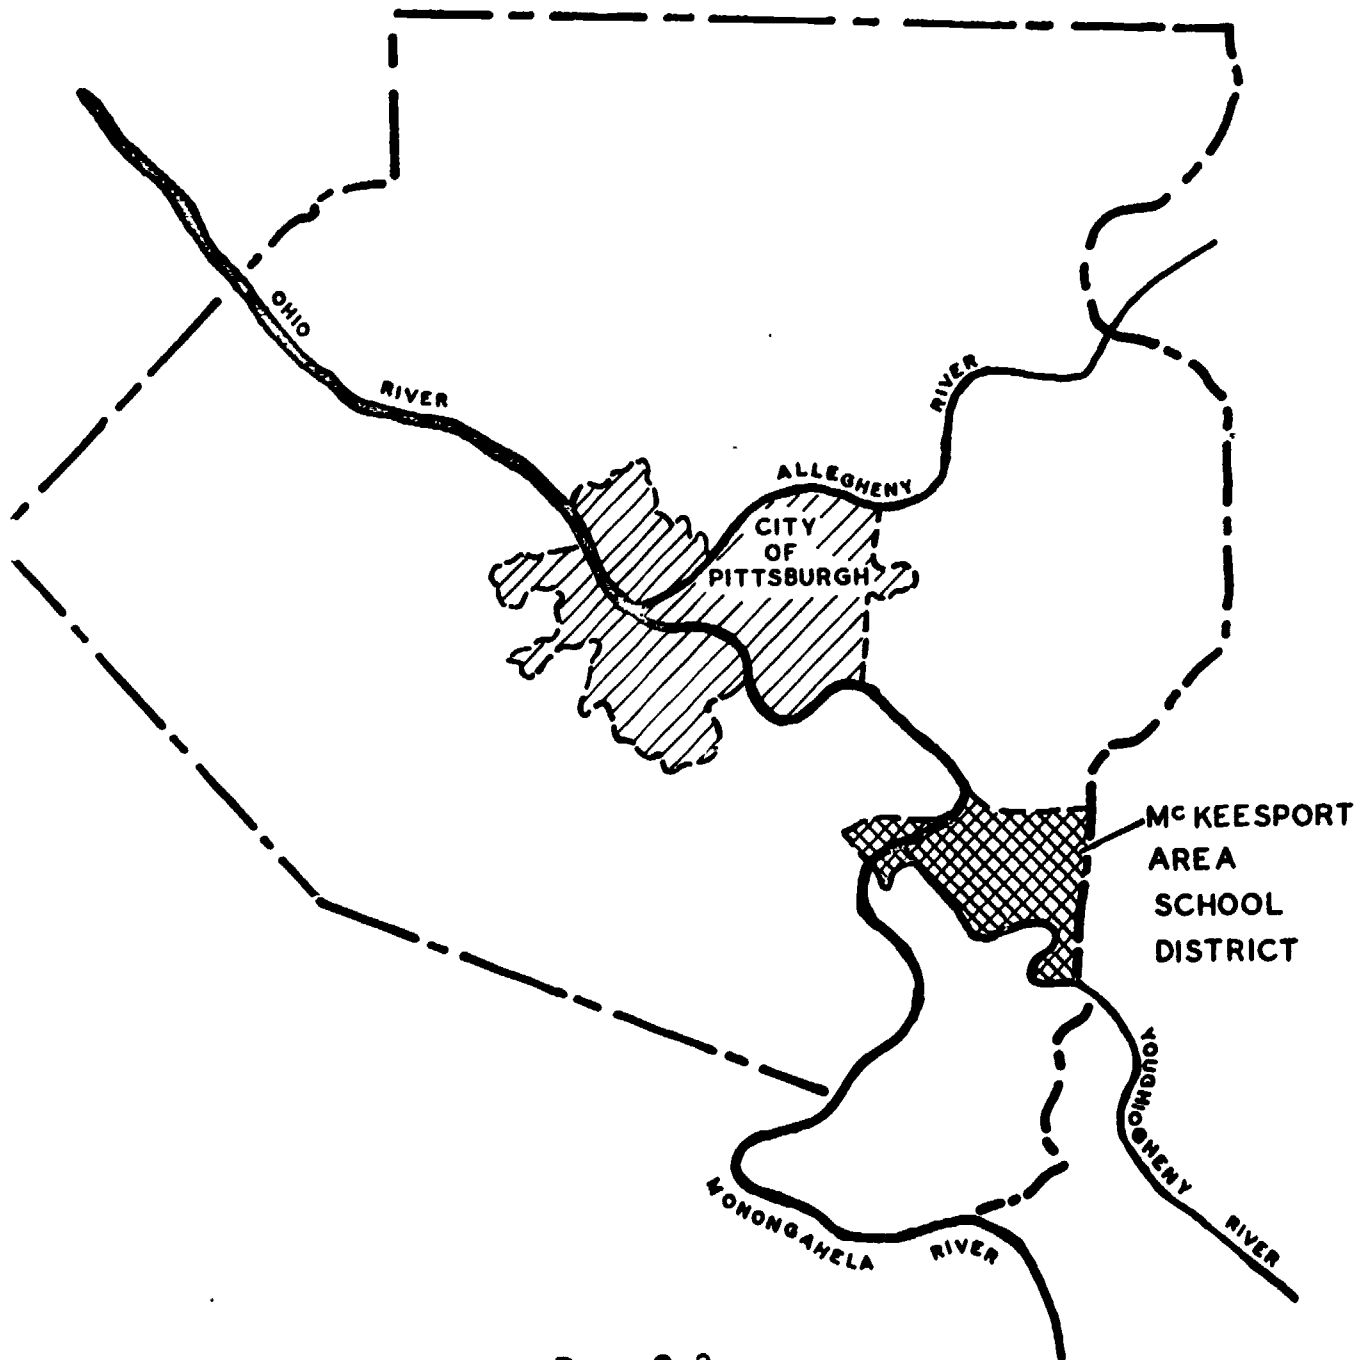 OHIO
RIVER
RIVER
ALLEGHENY
CITY
OF
PITTSBURGH
McKEESPORT
AREA
SCHOOL
DISTRICT
YOUGHIOGHENY
RIVER
MONONGAHELA
RIVER